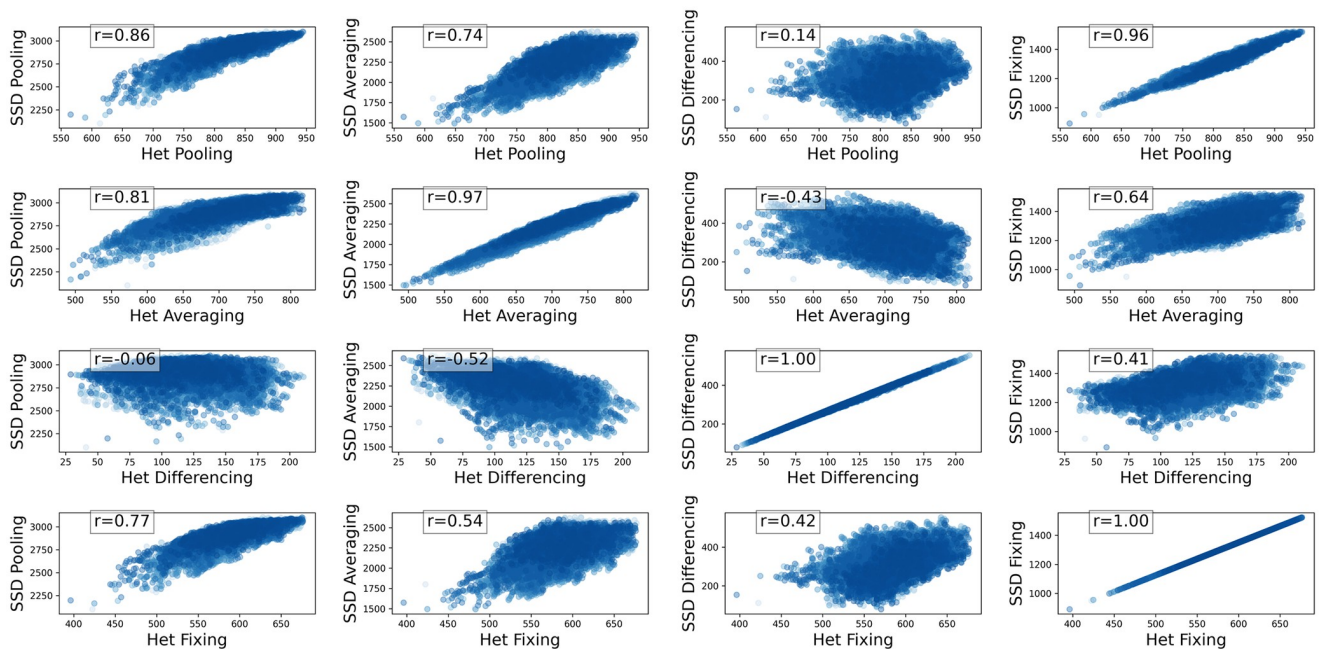 r=0.86
SSD Pooling
3000
2750
2500
2250
550 600 650 700 750 800 850 900 950
Het Pooling
r=0.74
SSD Averaging
2500
2250
2000
1750
1500
550 600 650 700 750 800 850 900 950
Het Pooling
r=0.14
SSD Differencing
400
200
550 600 650 700 750 800 850 900 950
Het Pooling
r=0.96
SSD Fixing
1400
1200
1000
550 600 650 700 750 800 850 900 950
Het Pooling
r=0.81
SSD Pooling
3000
2750
2500
2250
500 550 600 650 700 750 800
Het Averaging
r=0.97
SSD Averaging
2500
2250
2000
1750
1500
500 550 600 650 700 750 800
Het Averaging
r=-0.43
SSD Differencing
400
200
500 550 600 650 700 750 800
Het Averaging
r=0.64
SSD Fixing
1400
1200
1000
500 550 600 650 700 750 800
Het Averaging
r=-0.06
SSD Pooling
3000
2750
2500
2250
25 50 75 100 125 150 175 200
Het Differencing
r=-0.52
SSD Averaging
2500
2250
2000
1750
1500
25 50 75 100 125 150 175 200
Het Differencing
r=1.00
SSD Differencing
400
200
25 50 75 100 125 150 175 200
Het Differencing
r=0.41
SSD Fixing
1400
1200
1000
25 50 75 100 125 150 175 200
Het Differencing
r=0.77
SSD Pooling
3000
2750
2500
2250
400 450 500 550 600 650
Het Fixing
r=0.54
SSD Averaging
2500
2250
2000
1750
1500
400 450 500 550 600 650
Het Fixing
r=0.42
SSD Differencing
400
200
400 450 500 550 600 650
Het Fixing
r=1.00
SSD Fixing
1400
1200
1000
400 450 500 550 600 650
Het Fixing